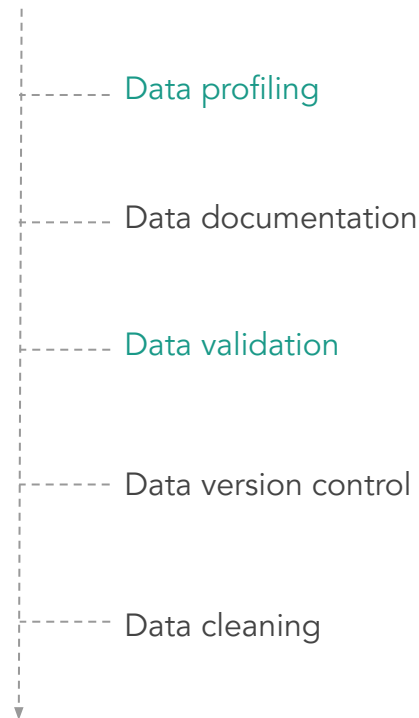 Data profiling
Data documentation
Data validation
Data version control
Data cleaning